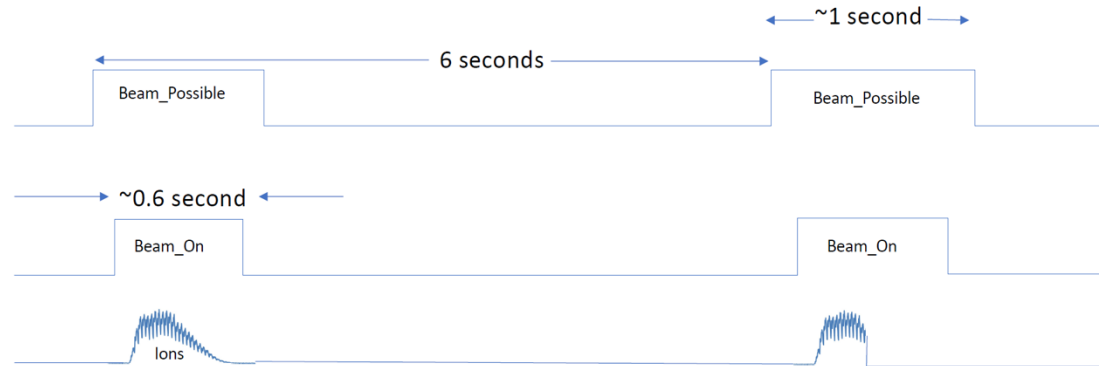 ~1 second
6 seconds
Beam_Possible
Beam_Possible
~0.6 second
Beam_On
Beam_On
Ions